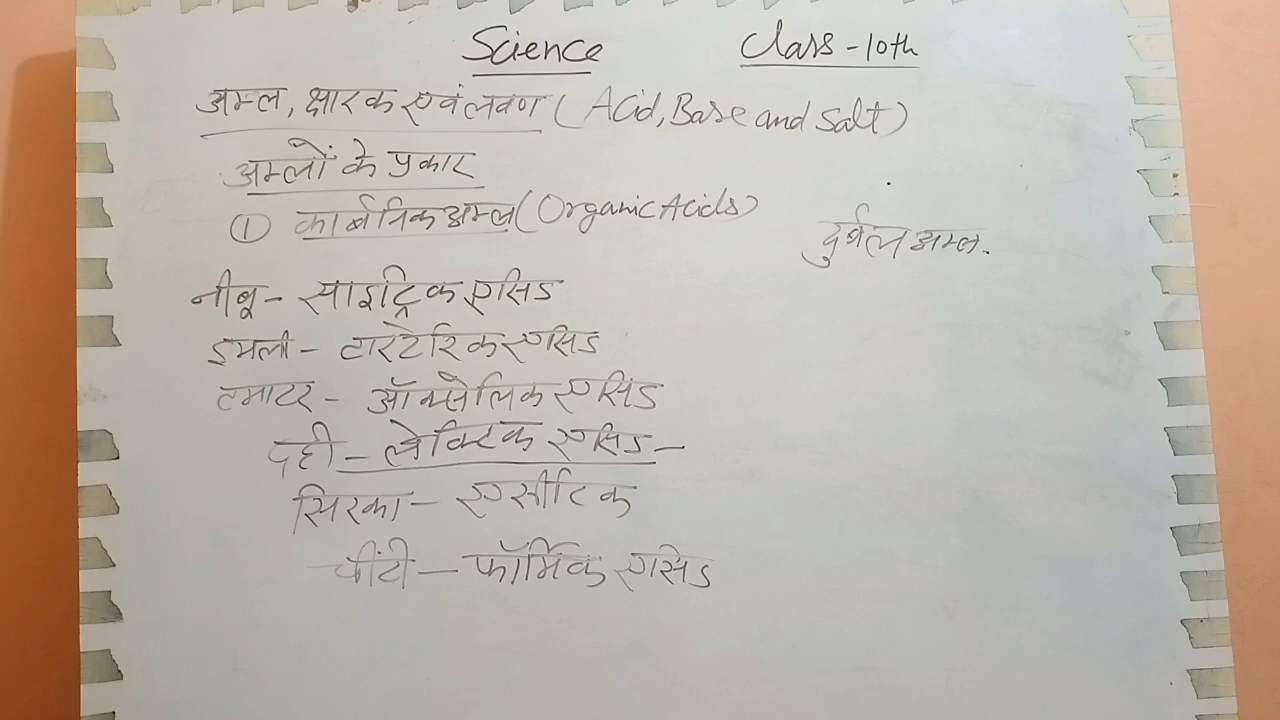 Science Class-10th
अम्ल, क्षारक एवं लवण (Acid, Base and Salt)
अम्लों के प्रकार
① कार्बनिक अम्ल (Organic Acids)
दुर्बल अम्ल.
नीबू - साइट्रिक एसिड
इमली - टारटेरिक एसिड
टमाटर - ऑक्सेलिक एसिड
दही - लेक्टिक एसिड -
सिरका - एसीटिक
चींटी - फॉर्मिक एसिड